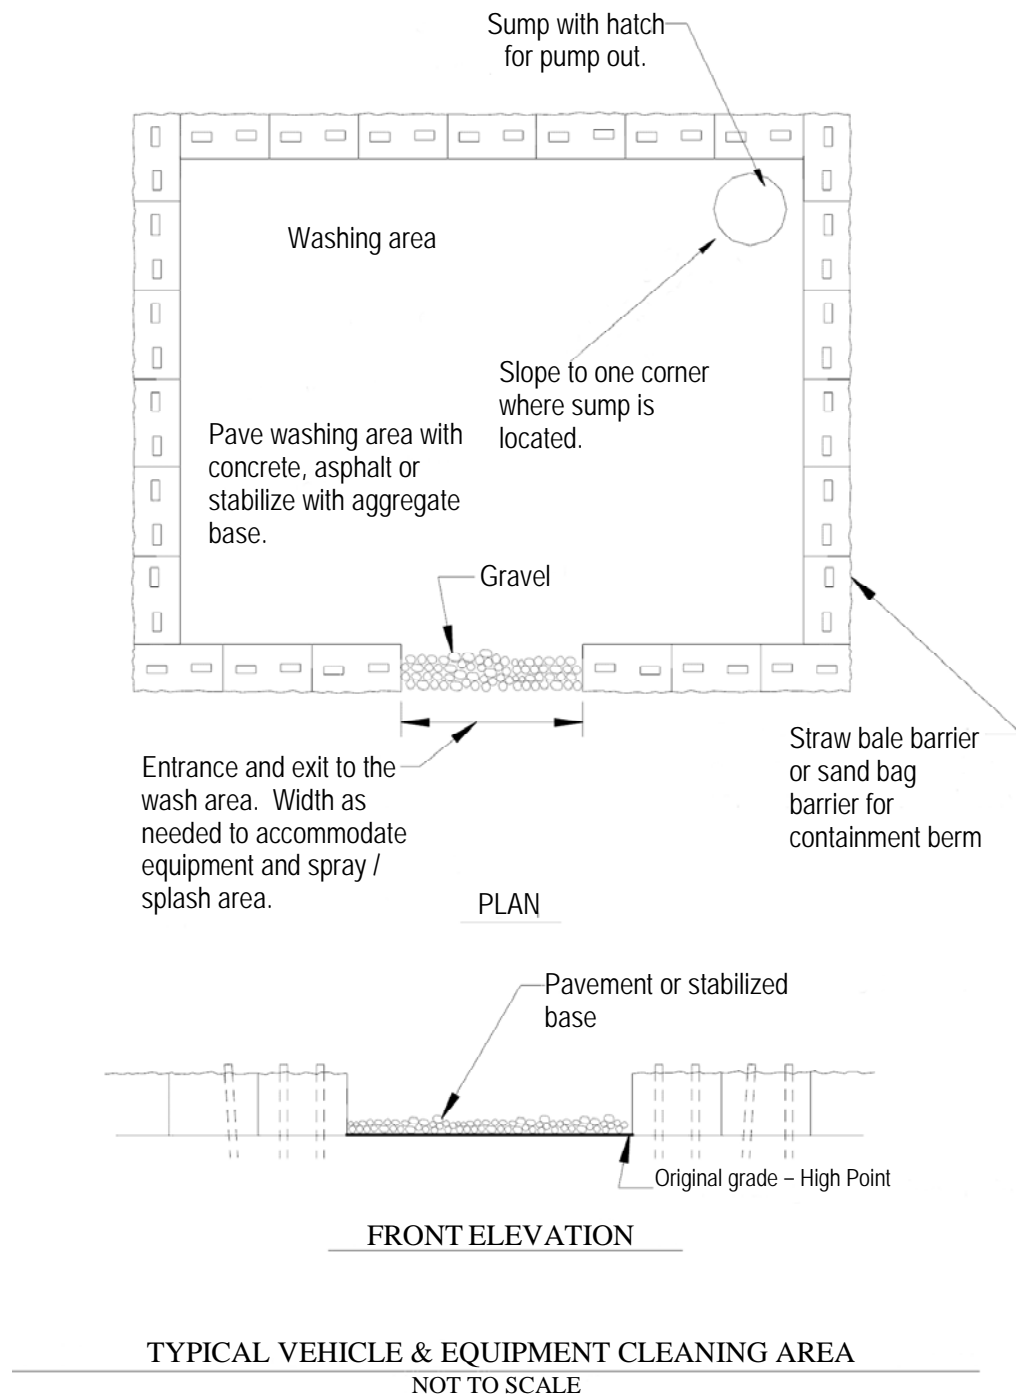 Sump with hatch
for pump out.
Washing area
Slope to one corner
where sump is
located.
Pave washing area with
concrete, asphalt or
stabilize with aggregate
base.
Gravel
Straw bale barrier
or sand bag
barrier for
containment berm
Entrance and exit to the
wash area.  Width as
needed to accommodate
equipment and spray /
splash area.
PLAN
Pavement or stabilized
base
Original grade – High Point
FRONT ELEVATION
TYPICAL VEHICLE & EQUIPMENT CLEANING AREA
NOT TO SCALE